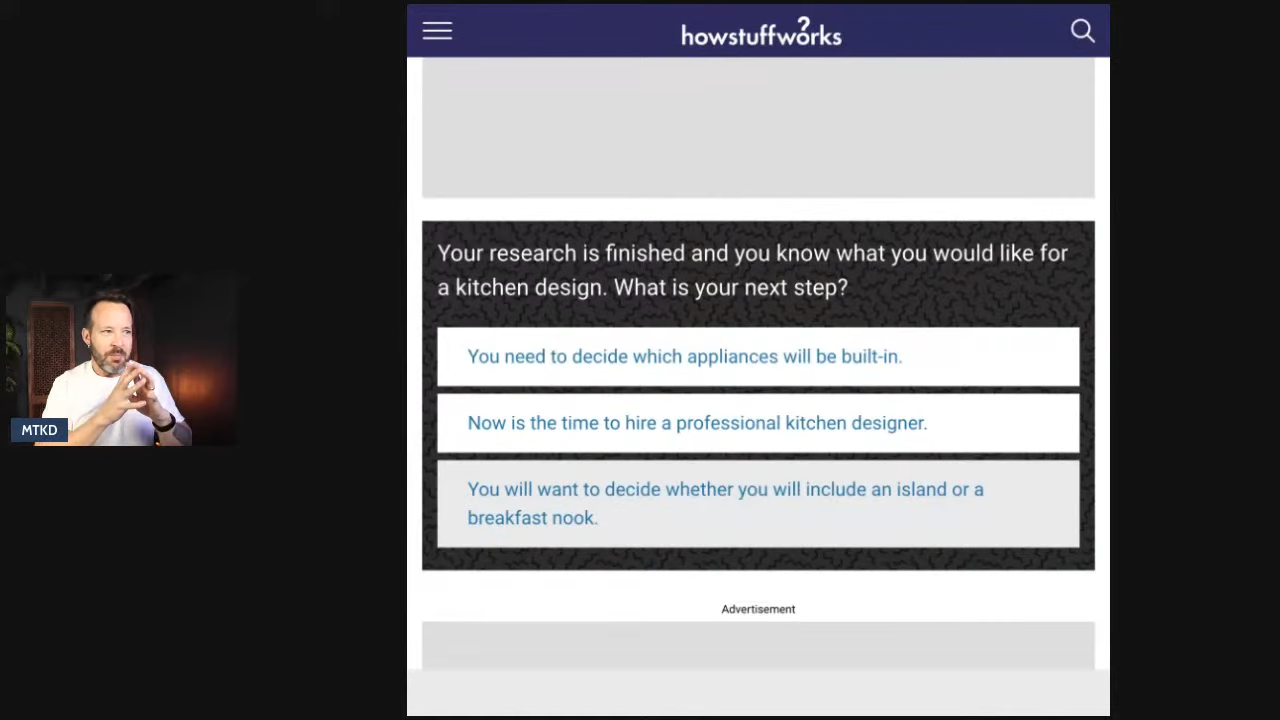 howstuffworks
Your research is finished and you know what you would like for
a kitchen design. What is your next step?
You need to decide which appliances will be built-in.
Now is the time to hire a professional kitchen designer.
You will want to decide whether you will include an island or a
breakfast nook.
MTKD
Advertisement